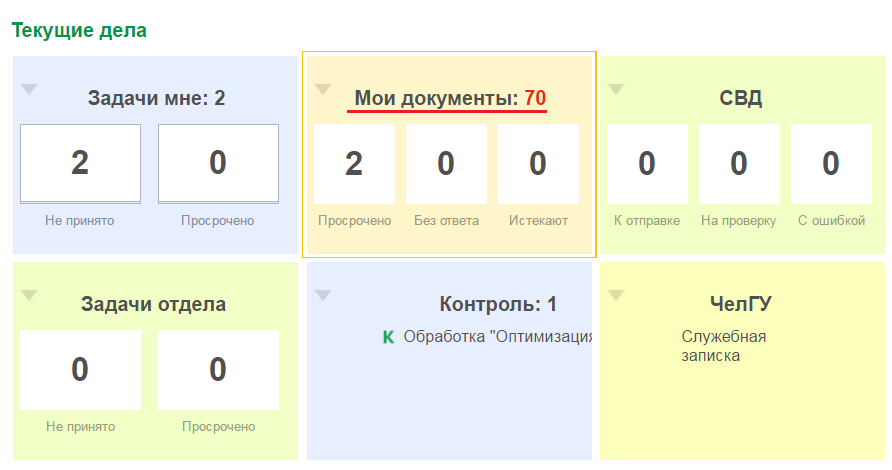 Текущие дела
Задачи мне: 2
2
0
Не принято
Просрочено
Мои документы: 70
2
0
0
Просрочено
Без ответа
Истекают
СВД
0
0
0
К отправке
На проверку
С ошибкой
Задачи отдела
0
0
Не принято
Просрочено
Контроль: 1
К Обработка "Оптимизация
ЧелГУ
Служебная
записка